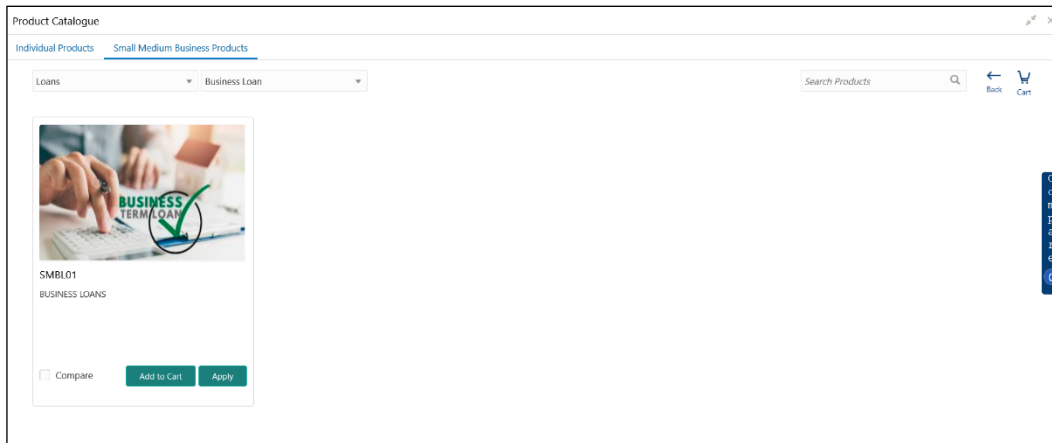 Product Catalogue
Individual Products Small Medium Business Products
Loans Business Loan Search Products
Back Cart
BUSINESS
TERM LOAN
SMBL01
BUSINESS LOANS
Compare Add to Cart Apply
Compare